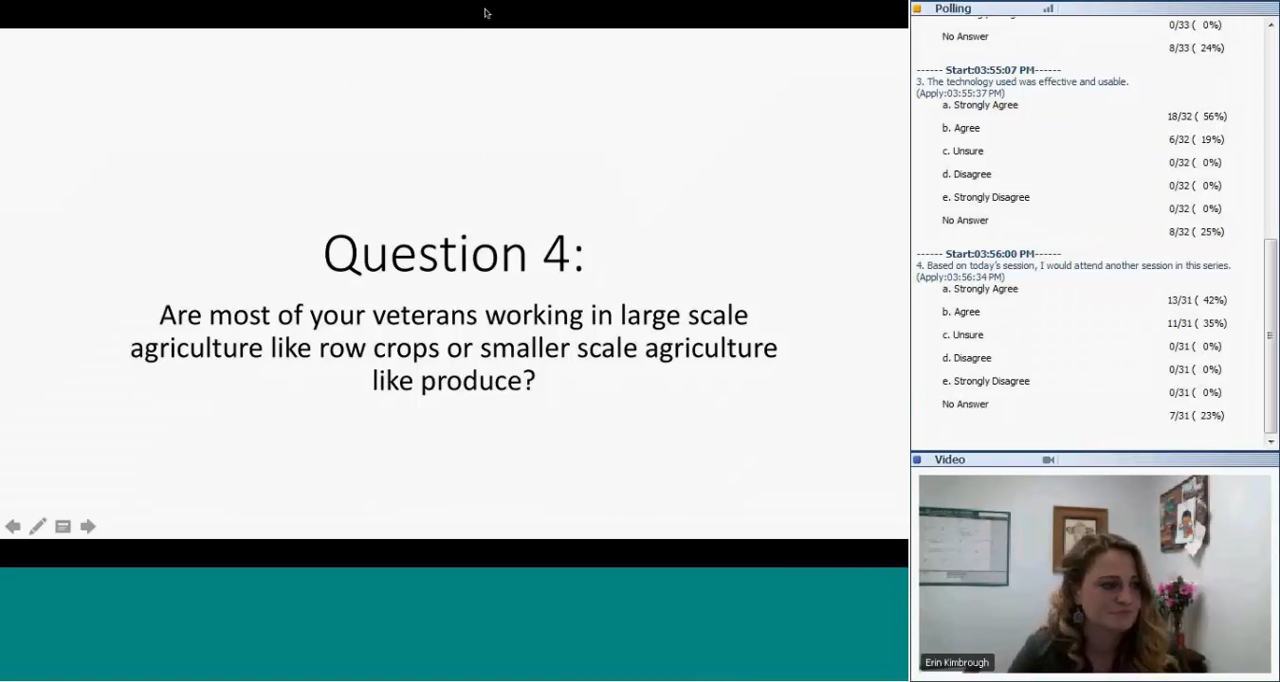 Question 4:
Are most of your veterans working in large scale
agriculture like row crops or smaller scale agriculture
like produce?
Polling
0/33 ( 0%)
No Answer
8/33 ( 24%)
------ Start:03:55:07 PM------
3. The technology used was effective and usable.
(Apply:03:55:37 PM)
a. Strongly Agree
18/32 ( 56%)
b. Agree
6/32 ( 19%)
c. Unsure
0/32 ( 0%)
d. Disagree
0/32 ( 0%)
e. Strongly Disagree
0/32 ( 0%)
No Answer
8/32 ( 25%)
------ Start:03:56:00 PM------
4. Based on today's session, I would attend another session in this series.
(Apply:03:56:34 PM)
a. Strongly Agree
13/31 ( 42%)
b. Agree
11/31 ( 35%)
c. Unsure
0/31 ( 0%)
d. Disagree
0/31 ( 0%)
e. Strongly Disagree
0/31 ( 0%)
No Answer
7/31 ( 23%)
Video
Erin Kimbrough